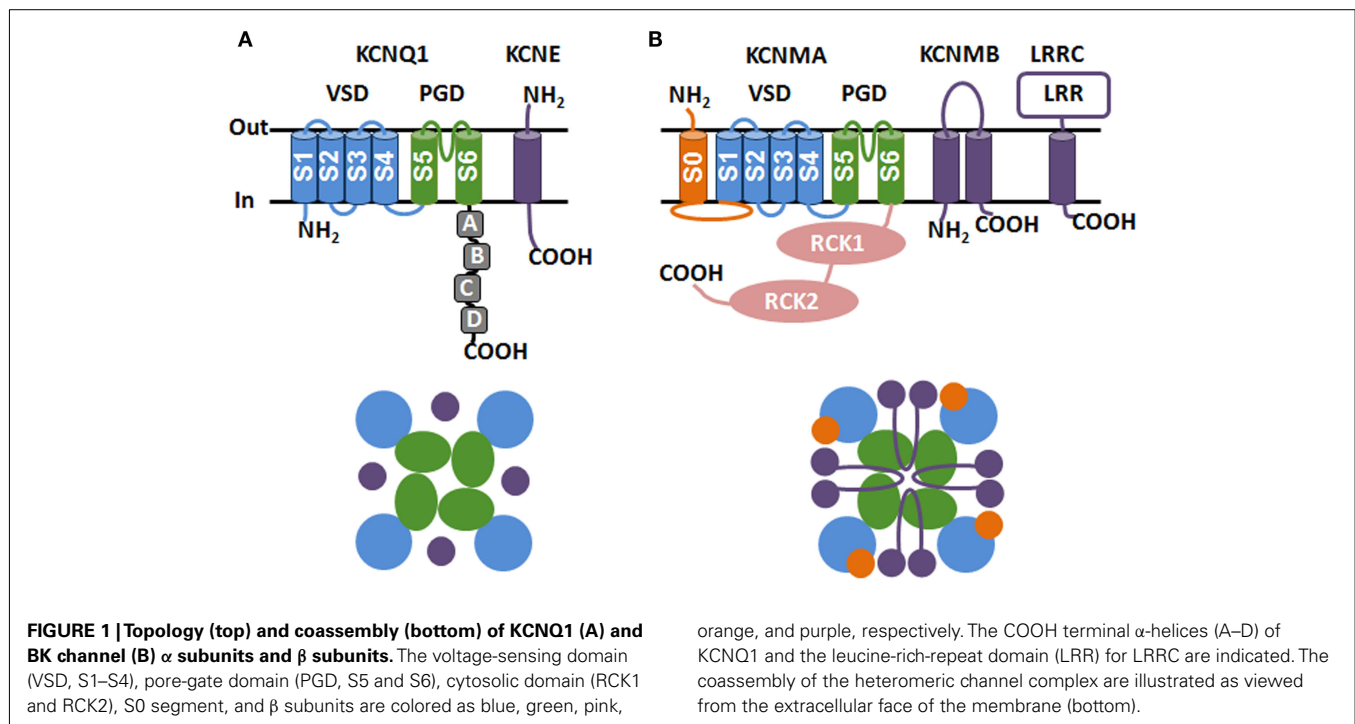 A
KCNQ1
KCNE
VSD
PGD
NH2
Out
S1
S2
S3
S4
S5
S6
In
NH2
A
B
C
D
COOH
COOH
B
KCNMA
KCNMB
LRRC
NH2
VSD
PGD
LRR
S0
S1
S2
S3
S4
S5
S6
NH2
COOH
COOH
RCK1
COOH
RCK2
FIGURE 1 | Topology (top) and coassembly (bottom) of KCNQ1 (A) and
BK channel (B) α subunits and β subunits. The voltage-sensing domain
(VSD, S1–S4), pore-gate domain (PGD, S5 and S6), cytosolic domain (RCK1
and RCK2), S0 segment, and β subunits are colored as blue, green, pink,
orange, and purple, respectively. The COOH terminal α-helices (A–D) of
KCNQ1 and the leucine-rich-repeat domain (LRR) for LRRC are indicated. The
coassembly of the heteromeric channel complex are illustrated as viewed
from the extracellular face of the membrane (bottom).